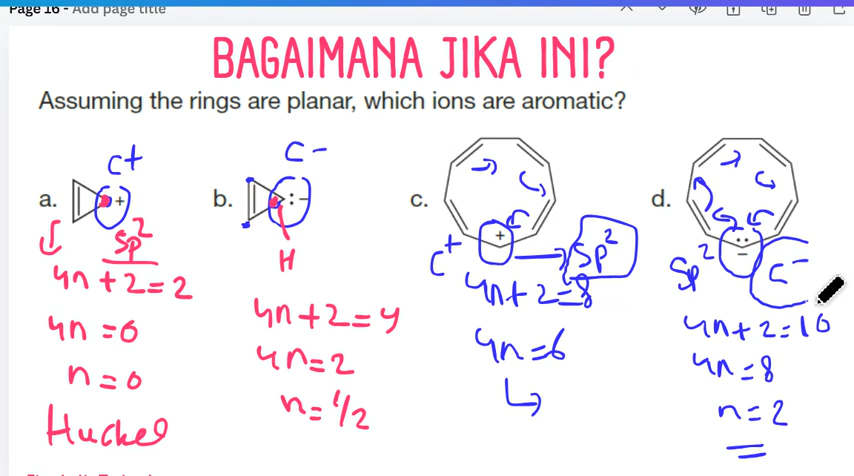 Page 16 - Add page title
BAGAIMANA JIKA INI?
Assuming the rings are planar, which ions are aromatic?
a.
C+
+
sp²
4n + 2 = 2
4n = 0
n = 0
Huckel
b.
C-
:-
H
4n + 2 = 4
4n = 2
n = 1/2
c.
+
C+
sp²
4n + 2 = 8
4n = 6
d.
:
-
sp²
C-
4n + 2 = 10
4n = 8
n = 2